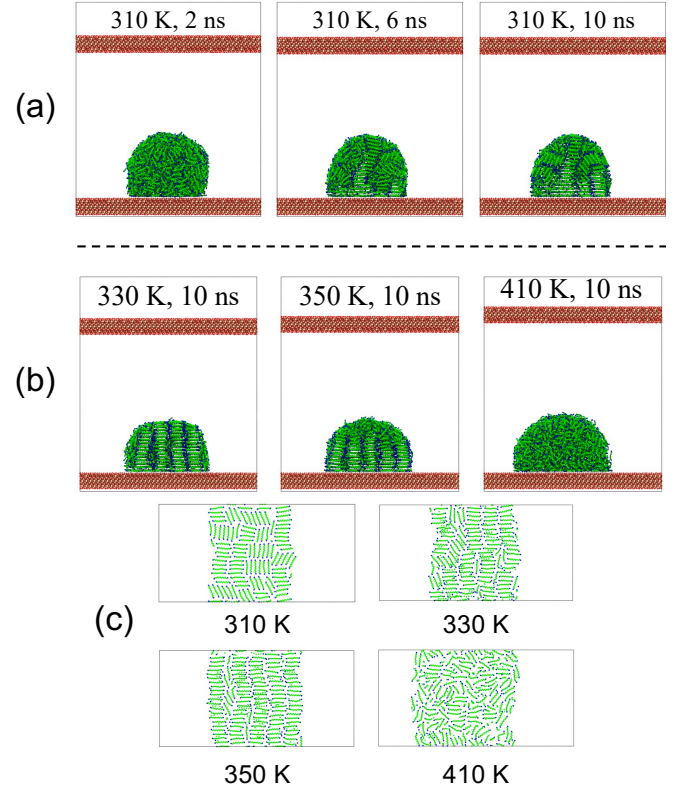 310 K, 2 ns
310 K, 6 ns
310 K, 10 ns
(a)
330 K, 10 ns
350 K, 10 ns
410 K, 10 ns
(b)
310 K
330 K
(c)
350 K
410 K